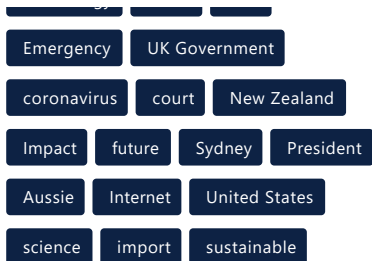 Emergency UK Government
coronavirus court New Zealand
Impact future Sydney President
Aussie Internet United States
science import sustainable